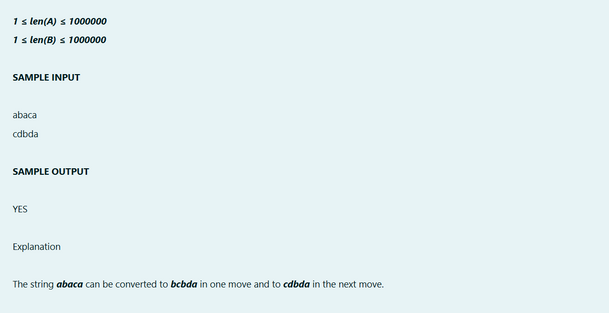 1 ≤ len(A) ≤ 1000000
1 ≤ len(B) ≤ 1000000
SAMPLE INPUT
abaca
cdbda
SAMPLE OUTPUT
YES
Explanation
The string abaca can be converted to bcbda in one move and to cdbda in the next move.